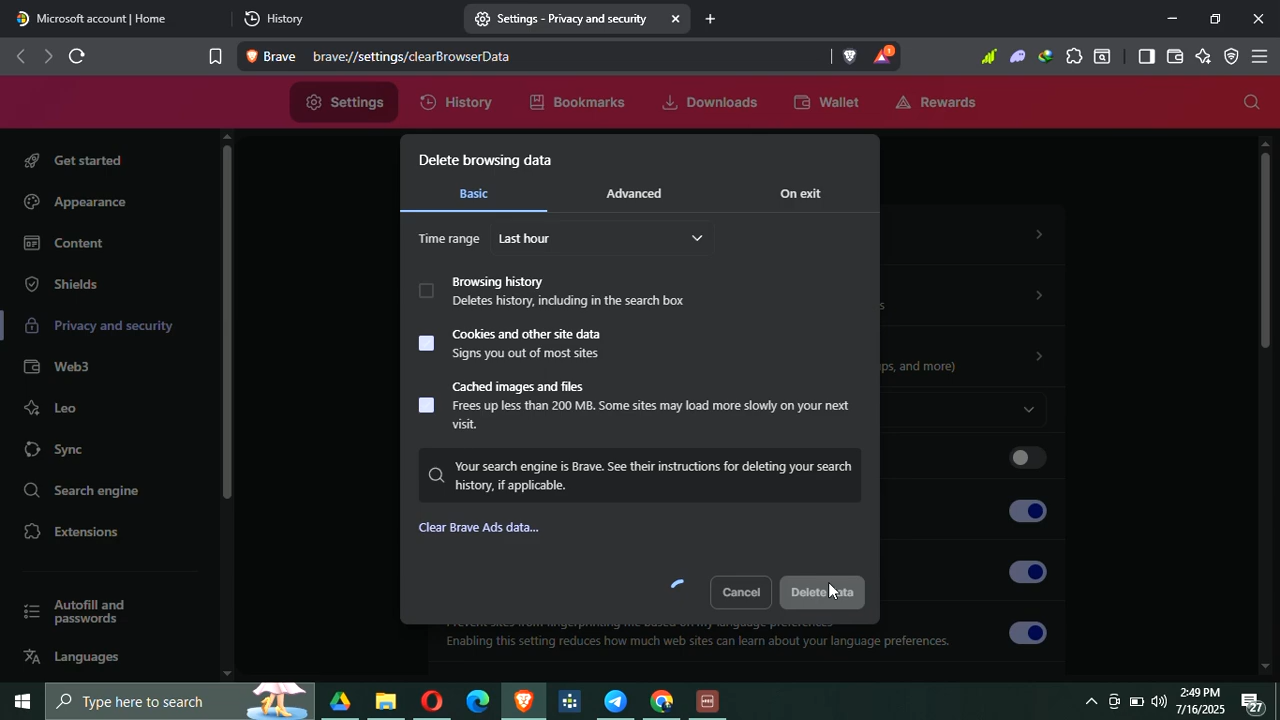 Microsoft account | Home
History
Settings - Privacy and security
Brave
brave://settings/clearBrowserData
1
Settings
History
Bookmarks
Downloads
Wallet
Rewards
Get started
Appearance
Content
Shields
Privacy and security
Web3
Leo
Sync
Search engine
Extensions
Autofill and
passwords
Languages
Delete browsing data
Basic
Advanced
On exit
Time range
Last hour
Browsing history
Deletes history, including in the search box
Cookies and other site data
Signs you out of most sites
Cached images and files
Frees up less than 200 MB. Some sites may load more slowly on your next
visit.
Your search engine is Brave. See their instructions for deleting your search
history, if applicable.
Clear Brave Ads data...
Cancel
Delete data
ps, and more)
Enabling this setting reduces how much web sites can learn about your language preferences.
Type here to search
2:49 PM
7/16/2025
27